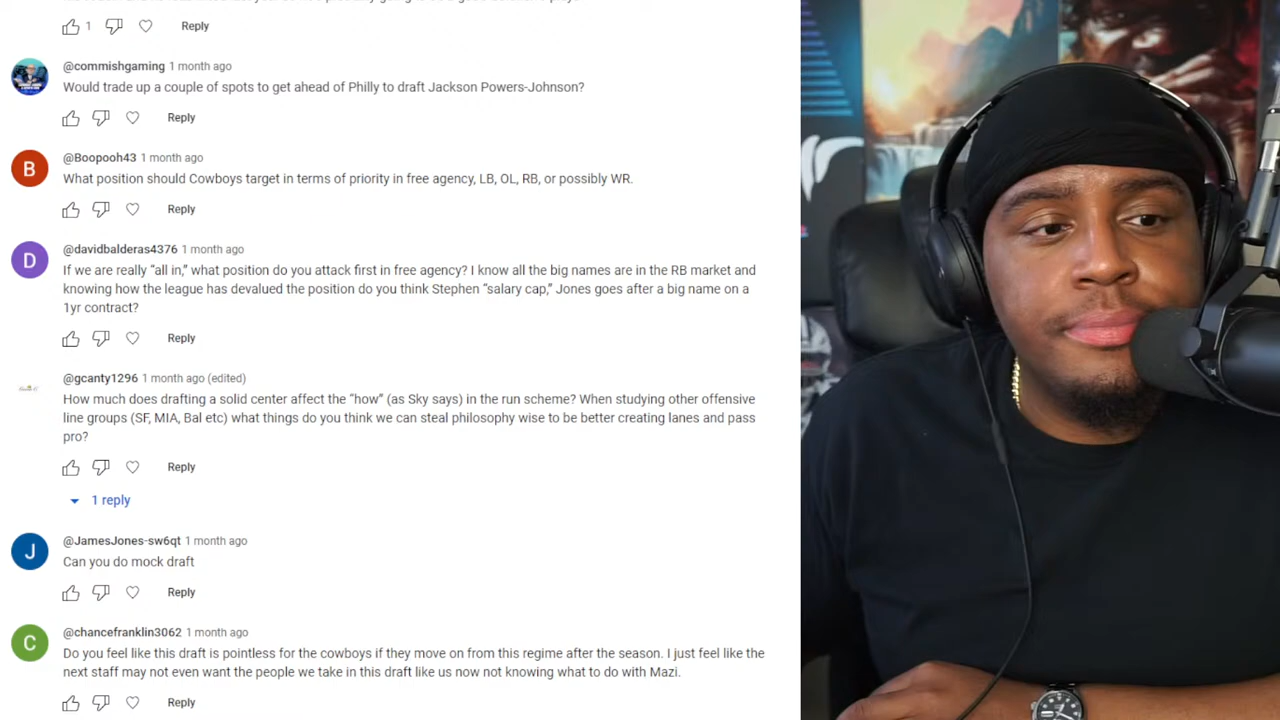 1
Reply
@commishgaming 1 month ago
Would trade up a couple of spots to get ahead of Philly to draft Jackson Powers-Johnson?
Reply
B
@Boopooh43 1 month ago
What position should Cowboys target in terms of priority in free agency, LB, OL, RB, or possibly WR.
Reply
D
@davidbalderas4376 1 month ago
If we are really “all in,” what position do you attack first in free agency? I know all the big names are in the RB market and
knowing how the league has devalued the position do you think Stephen “salary cap,” Jones goes after a big name on a
1yr contract?
Reply
@gcanty1296 1 month ago (edited)
How much does drafting a solid center affect the “how” (as Sky says) in the run scheme? When studying other offensive
line groups (SF, MIA, Bal etc) what things do you think we can steal philosophy wise to be better creating lanes and pass
pro?
Reply
1 reply
J
@JamesJones-sw6qt 1 month ago
Can you do mock draft
Reply
C
@chancefranklin3062 1 month ago
Do you feel like this draft is pointless for the cowboys if they move on from this regime after the season. I just feel like the
next staff may not even want the people we take in this draft like us now not knowing what to do with Mazi.
Reply